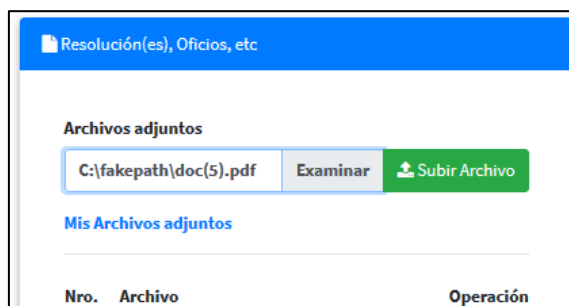 Resolución(es), Oficios, etc
Archivos adjuntos
C:\fakepath\doc(5).pdf Examinar Subir Archivo
Mis Archivos adjuntos
Nro. Archivo Operación